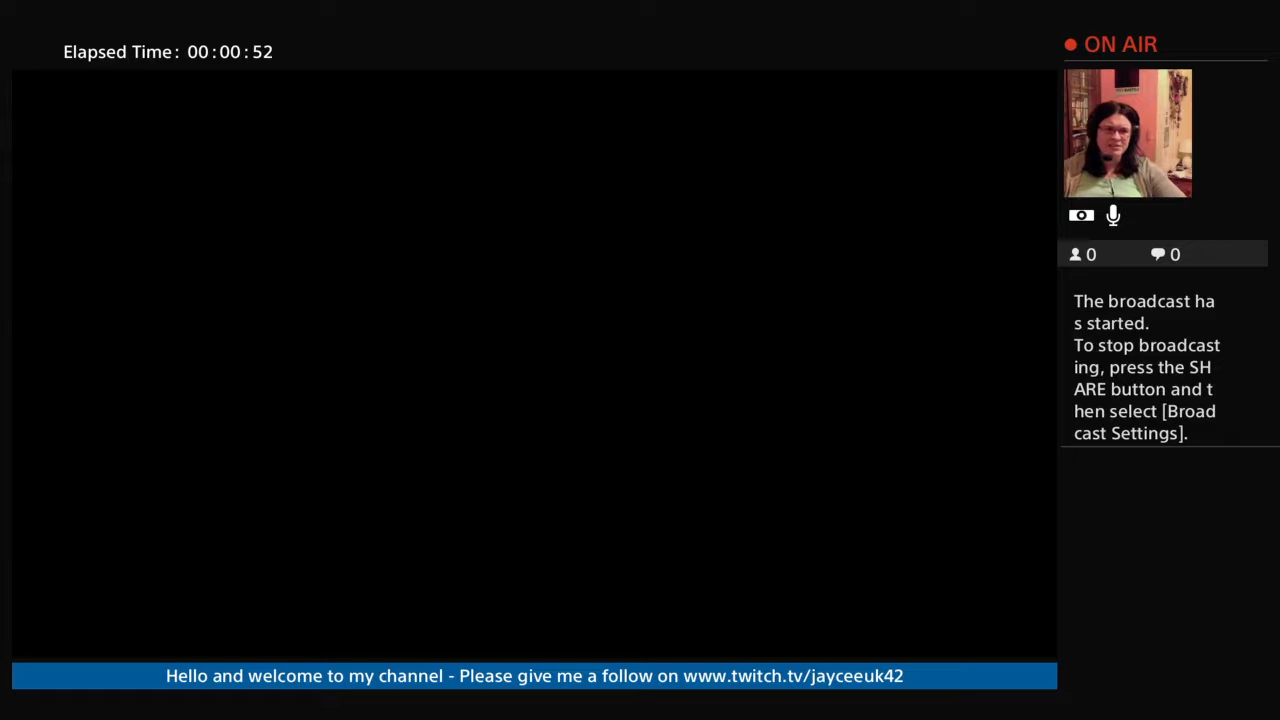 Elapsed Time: 00:00:52
ON AIR
0 0
The broadcast ha
s started.
To stop broadcast
ing, press the SH
ARE button and t
hen select [Broad
cast Settings].
Hello and welcome to my channel - Please give me a follow on www.twitch.tv/jayceeuk42